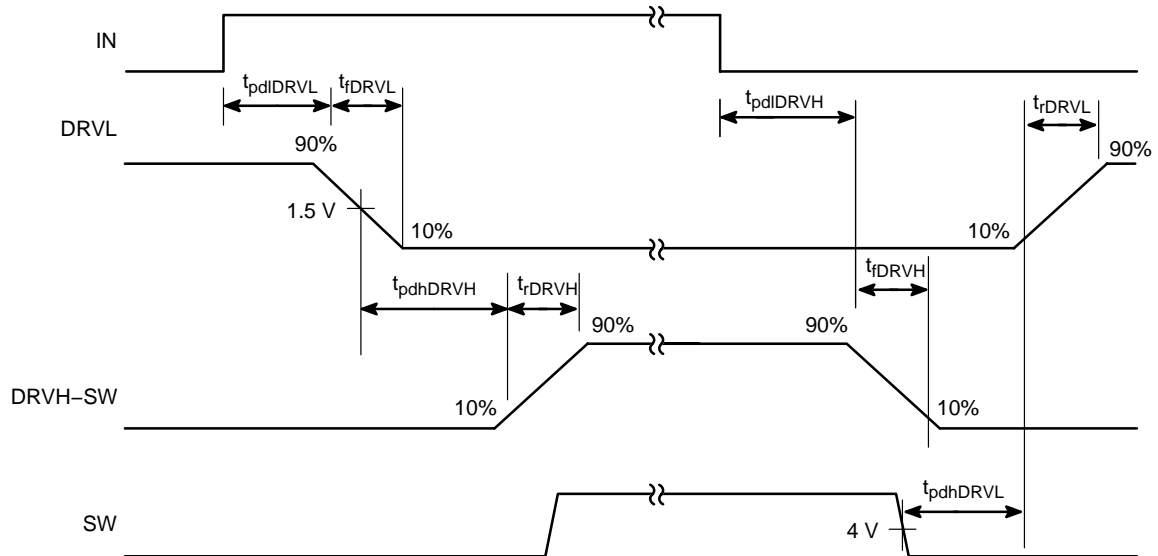 IN
tpdlDRVL
tfDRVL
tpdlDRVH
trDRVL
DRVL
90%
90%
1.5 V
10%
10%
tpdhDRVH
trDRVH
tfDRVH
90%
90%
DRVH−SW
10%
10%
tpdhDRVL
SW
4 V